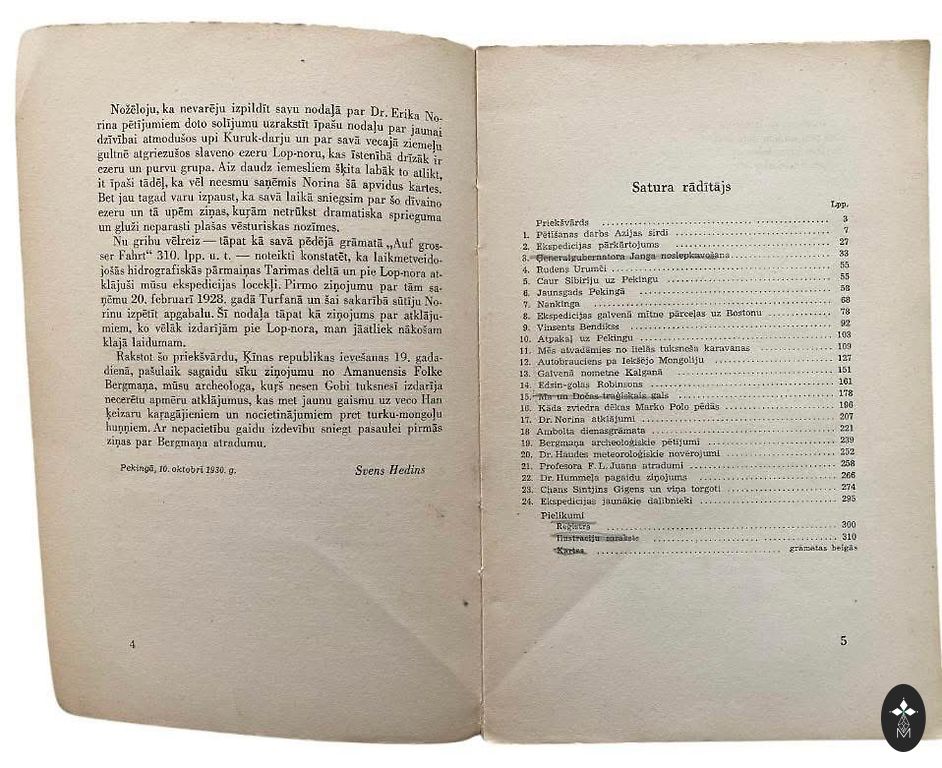 Nožēloju, ka nevarēju izpildīt savu nodaļā par Dr. Erika No-
rina pētījumiem doto solījumu uzrakstīt īpašu nodaļu par jaunai
dzīvībai atmodušos upi Kuruk-darju un par savā vecajā ziemeļu
gultnē atgriezušos slaveno ezeru Lop-noru, kas īstenībā drīzāk ir
ezeru un purvu grupa. Aiz daudz iemesliem šķita labāk to atlikt,
it īpaši tādēļ, ka vēl neesmu saņēmis Norina šā apvidus kartes.
Bet jau tagad varu izpaust, ka savā laikā sniegsim par šo dīvaino
ezeru un tā upēm ziņas, kuŗām netrūkst dramatiska sprieguma
un gluži neparasti plašas vēsturiskas nozīmes.
Nu gribu vēlreiz — tāpat kā savā pēdējā grāmatā „Auf gros-
ser Fahrt“ 310. lpp. u. t. — noteikti konstatēt, ka laikmetveido-
jošās hidrografiskās pārmaiņas Tarimas deltā un pie Lop-nora at-
klājuši mūsu ekspedicijas locekļi. Pirmo ziņojumu par tām sa-
ņēmu 20. februarī 1928. gadā Turfanā un šai sakarībā sūtīju No-
rinu izpētīt apgabalu. Šī nodaļa tāpat kā ziņojums par atklāju-
miem, ko vēlāk izdarījām pie Lop-nora, man jāatliek nākošam
klajā laidumam.
Rakstot šo priekšvārdu, Ķīnas republikas ievešanas 19. gada-
dienā, pašulaik sagaidu sīku ziņojumu no Amanuensis Folke
Bergmaņa, mūsu archeologa, kuŗš nesen Gobi tuksnesī izdarīja
necerētu apmēru atklājumus, kas met jaunu gaismu uz veco Han
ķeizaru kaŗagājieniem un nocietinājumiem pret turku-mongoļu
huņņiem. Ar nepacietību gaidu izdevību sniegt pasaulei pirmās
ziņas par Bergmaņa atradumu.
Pekingā, 10. oktobrī 1930. g. Svens Hedins
4
Satura rādītājs
Lpp.
Priekšvārds 3
1. Pētīšanas darbs Azijas sirdī 7
2. Ekspedicijas pārkārtojums 27
3. Ģeneralgubernatora Janga noslepkavošana 33
4. Rudens Urumči 55
5. Caur Sibiriju uz Pekingu 55
6. Jaunsgads Pekingā 58
7. Nankinga 68
8. Ekspedicijas galvenā mītne pārceļas uz Bostonu 78
9. Vinsents Bendikss 92
10. Atpakaļ uz Pekingu 103
11. Mēs atvadāmies no lielās tuksneša karavanas 109
12. Autobrauciens pa Iekšējo Mongoliju 127
13. Galvenā nometne Kalganā 151
14. Edsin-golas Robinsons 161
15. Ma un Dočas traģiskais gals 178
16. Kāda zviedra dēkas Marko Polo pēdās 196
17. Dr. Norina atklājumi 207
18 Ambolta dienasgrāmata 221
19. Bergmaņa archeoloģiskie pētījumi 239
20. Dr. Haudes meteoroloģiskie novērojumi 252
21. Profesora F. L. Juana atradumi 258
22. Dr. Hummeļa pagaidu ziņojums 266
23. Chans Sintjins Gigens un viņa torgoti 274
24. Ekspedicijas jaunākie dalībnieki 295
Pielikumi
Reģistrs 300
Ilustraciju saraksts 310
Kartes grāmatas beigās
5
M